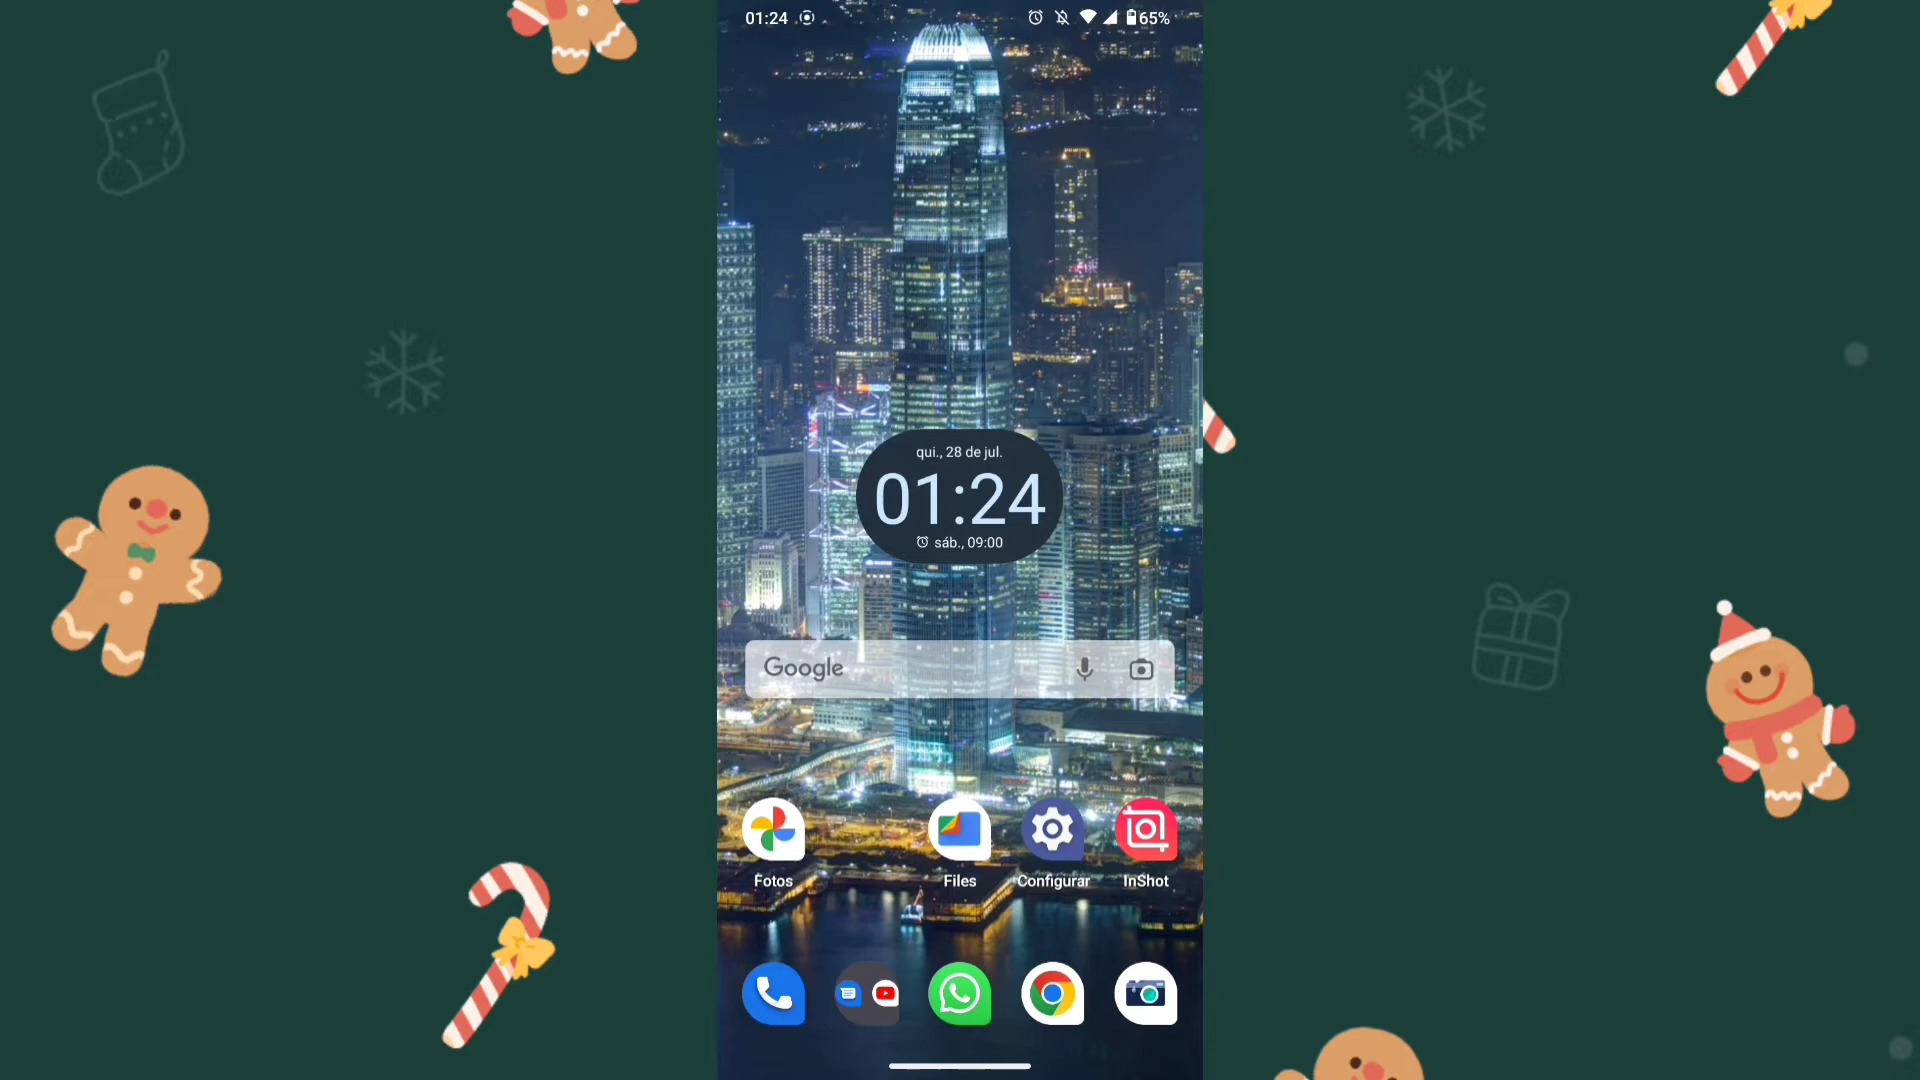 01:24
65%
qui., 28 de jul.
01:24
sáb., 09:00
Google
Fotos
Files
Configurar
InShot